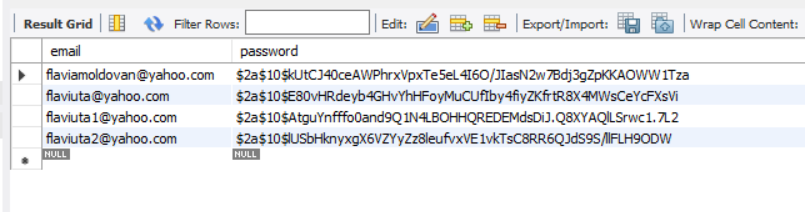 Result Grid Filter Rows: Edit: Export/Import: Wrap Cell Content:
email password
flaviamoldovan@yahoo.com $2a$10$kUtCJ40ceAWPhrxVpxTe5eL4I6O/JIasN2w7Bdj3gZpKKAOWW1Tza
flaviuta@yahoo.com $2a$10$E80vHRdeyb4GHvYhHFoyMuCUfIby4fiyZKfrtR8X4MWsCeYcFXsVi
flaviuta1@yahoo.com $2a$10$AtguYnfffo0and9Q1N4LBOHHQREDEMdsDiJ.Q8XYAQlLSrwc1.7L2
flaviuta2@yahoo.com $2a$10$lUSbHknyxgX6VZYyZz8leufvxVE1vkTsC8RR6QJdS9S/llFLH9ODW
NULL NULL